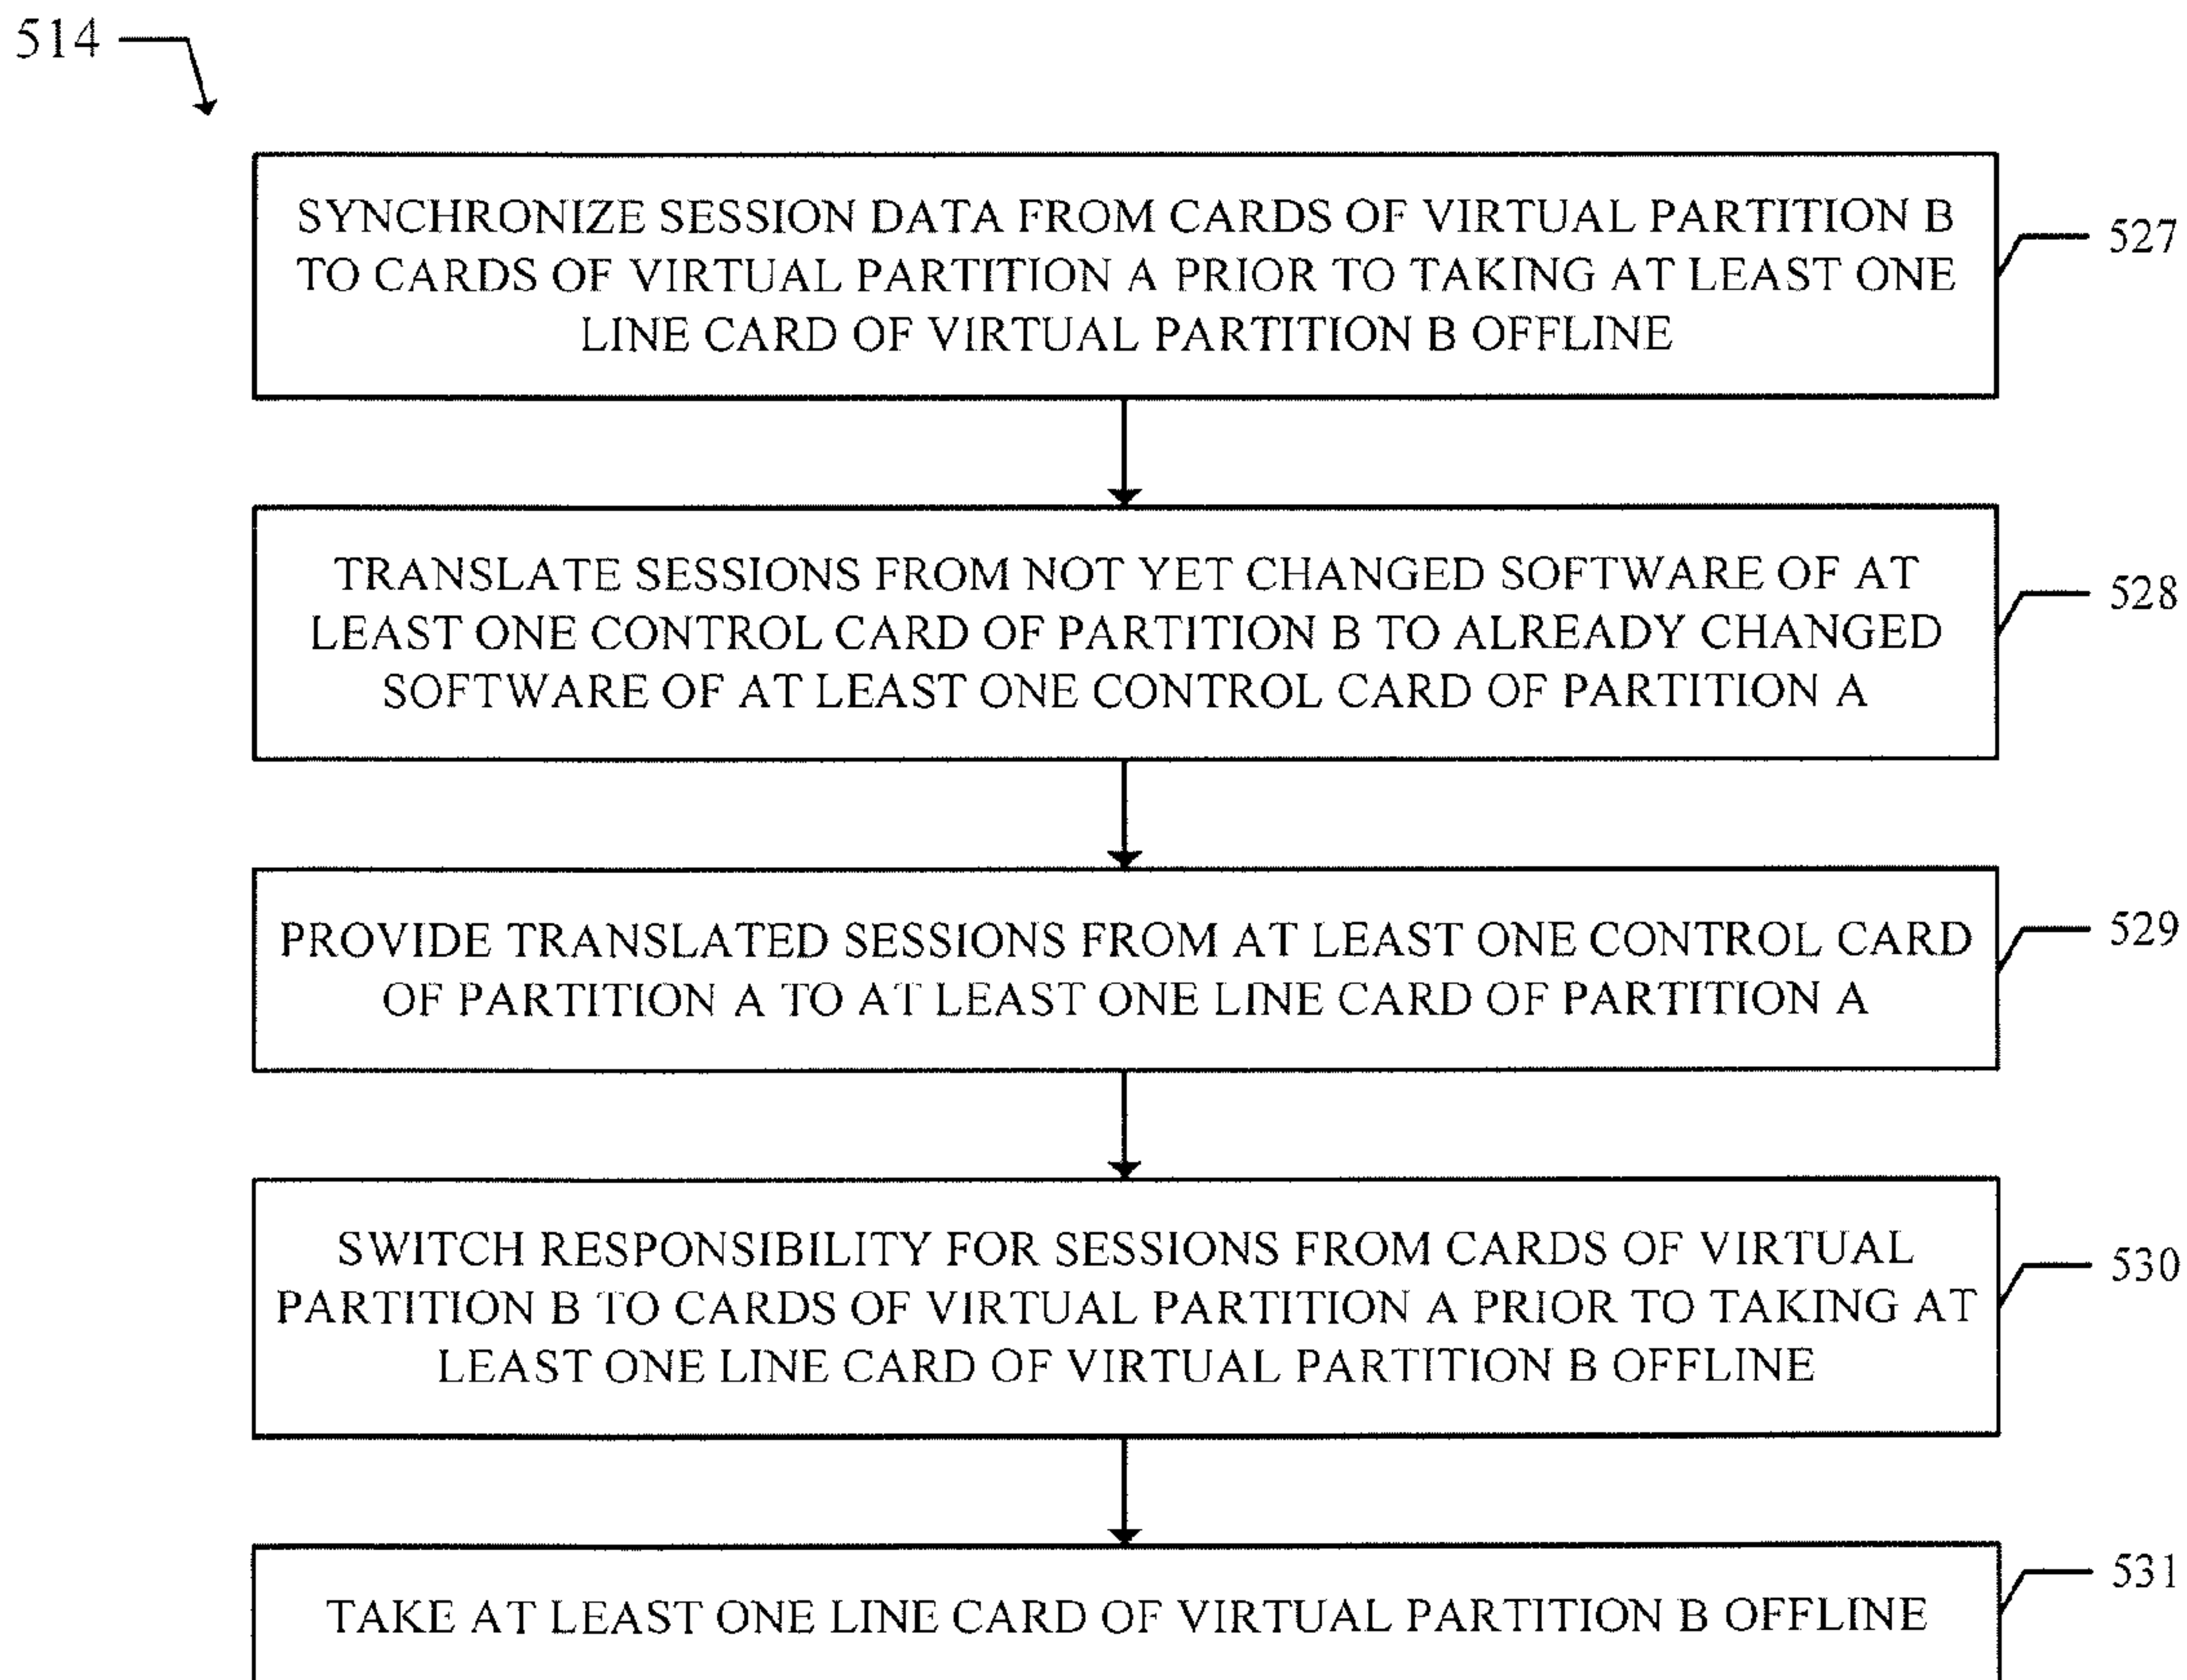 514
SYNCHRONIZE SESSION DATA FROM CARDS OF VIRTUAL PARTITION B
TO CARDS OF VIRTUAL PARTITION A PRIOR TO TAKING AT LEAST ONE
LINE CARD OF VIRTUAL PARTITION B OFFLINE
527
TRANSLATE SESSIONS FROM NOT YET CHANGED SOFTWARE OF AT
LEAST ONE CONTROL CARD OF PARTITION B TO ALREADY CHANGED
SOFTWARE OF AT LEAST ONE CONTROL CARD OF PARTITION A
528
PROVIDE TRANSLATED SESSIONS FROM AT LEAST ONE CONTROL CARD
OF PARTITION A TO AT LEAST ONE LINE CARD OF PARTITION A
529
SWITCH RESPONSIBILITY FOR SESSIONS FROM CARDS OF VIRTUAL
PARTITION B TO CARDS OF VIRTUAL PARTITION A PRIOR TO TAKING AT
LEAST ONE LINE CARD OF VIRTUAL PARTITION B OFFLINE
530
TAKE AT LEAST ONE LINE CARD OF VIRTUAL PARTITION B OFFLINE
531